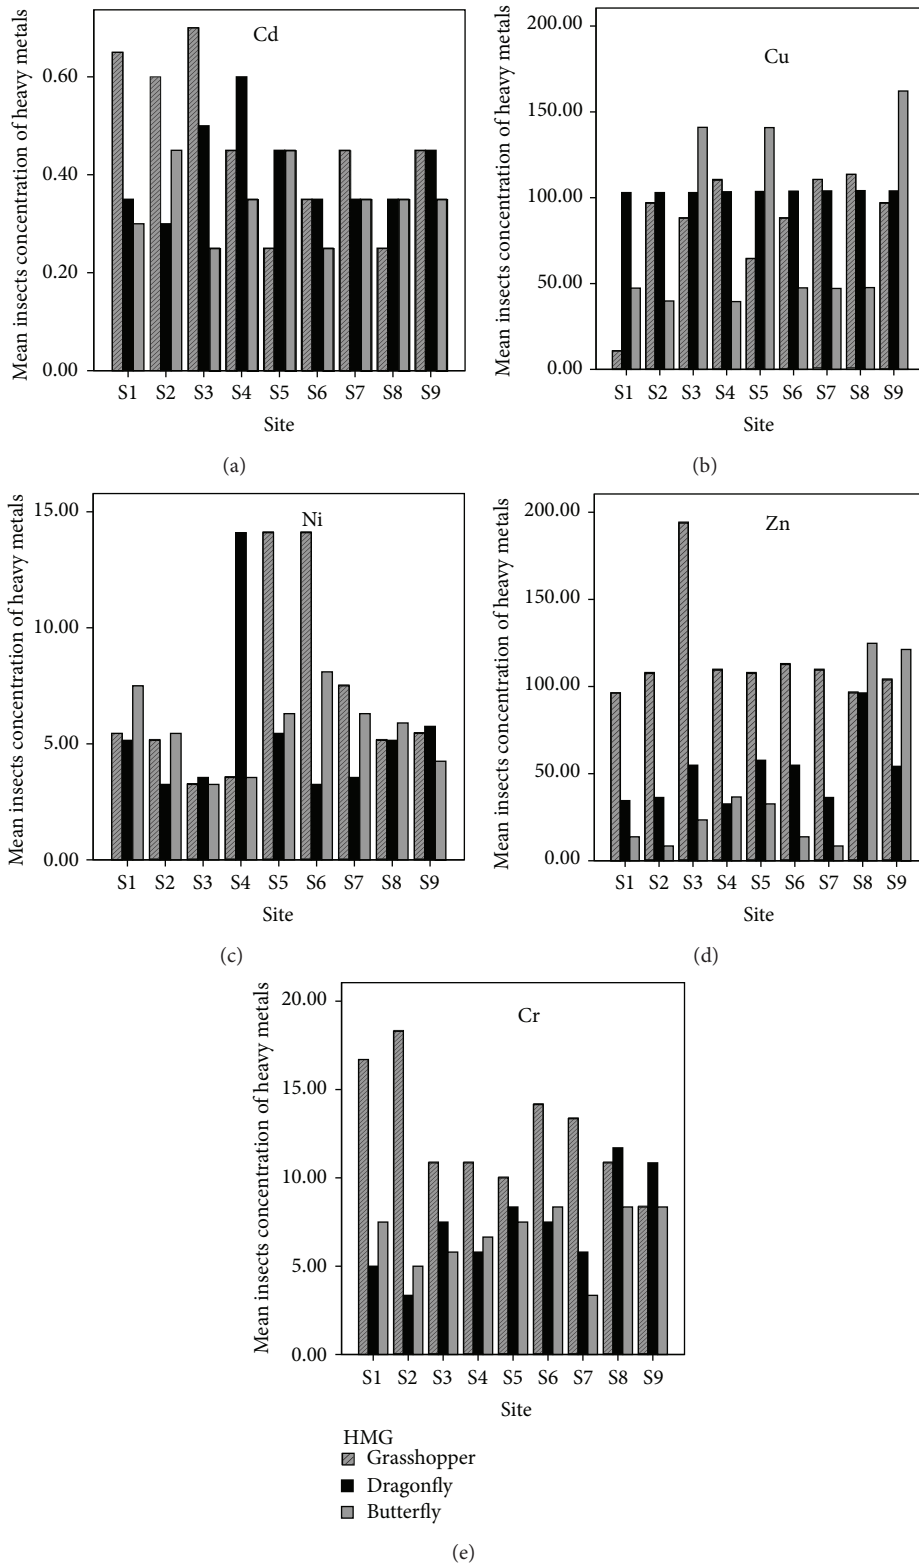 Mean insects concentration of heavy metals
0.60
0.40
0.20
0.00
Cd
S1 S2 S3 S4 S5 S6 S7 S8 S9
Site
(a)
Mean insects concentration of heavy metals
200.00
150.00
100.00
50.00
0.00
Cu
S1 S2 S3 S4 S5 S6 S7 S8 S9
Site
(b)
Mean insects concentration of heavy metals
15.00
10.00
5.00
0.00
Ni
S1 S2 S3 S4 S5 S6 S7 S8 S9
Site
(c)
Mean insects concentration of heavy metals
200.00
150.00
100.00
50.00
0.00
Zn
S1 S2 S3 S4 S5 S6 S7 S8 S9
Site
(d)
Mean insects concentration of heavy metals
20.00
15.00
10.00
5.00
0.00
Cr
S1 S2 S3 S4 S5 S6 S7 S8 S9
Site
HMG
Grasshopper
Dragonfly
Butterfly
(e)